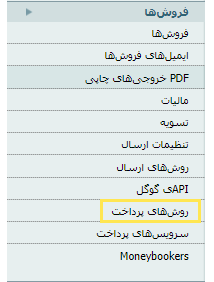 فروش‌ها
فروش‌ها
ایمیل‌های فروش‌ها
PDF خروجی‌های چاپی
مالیات
تسویه
تنظیمات ارسال
روش‌های ارسال
APIی گوگل
روش‌های پرداخت
سرویس‌های پرداخت
Moneybookers